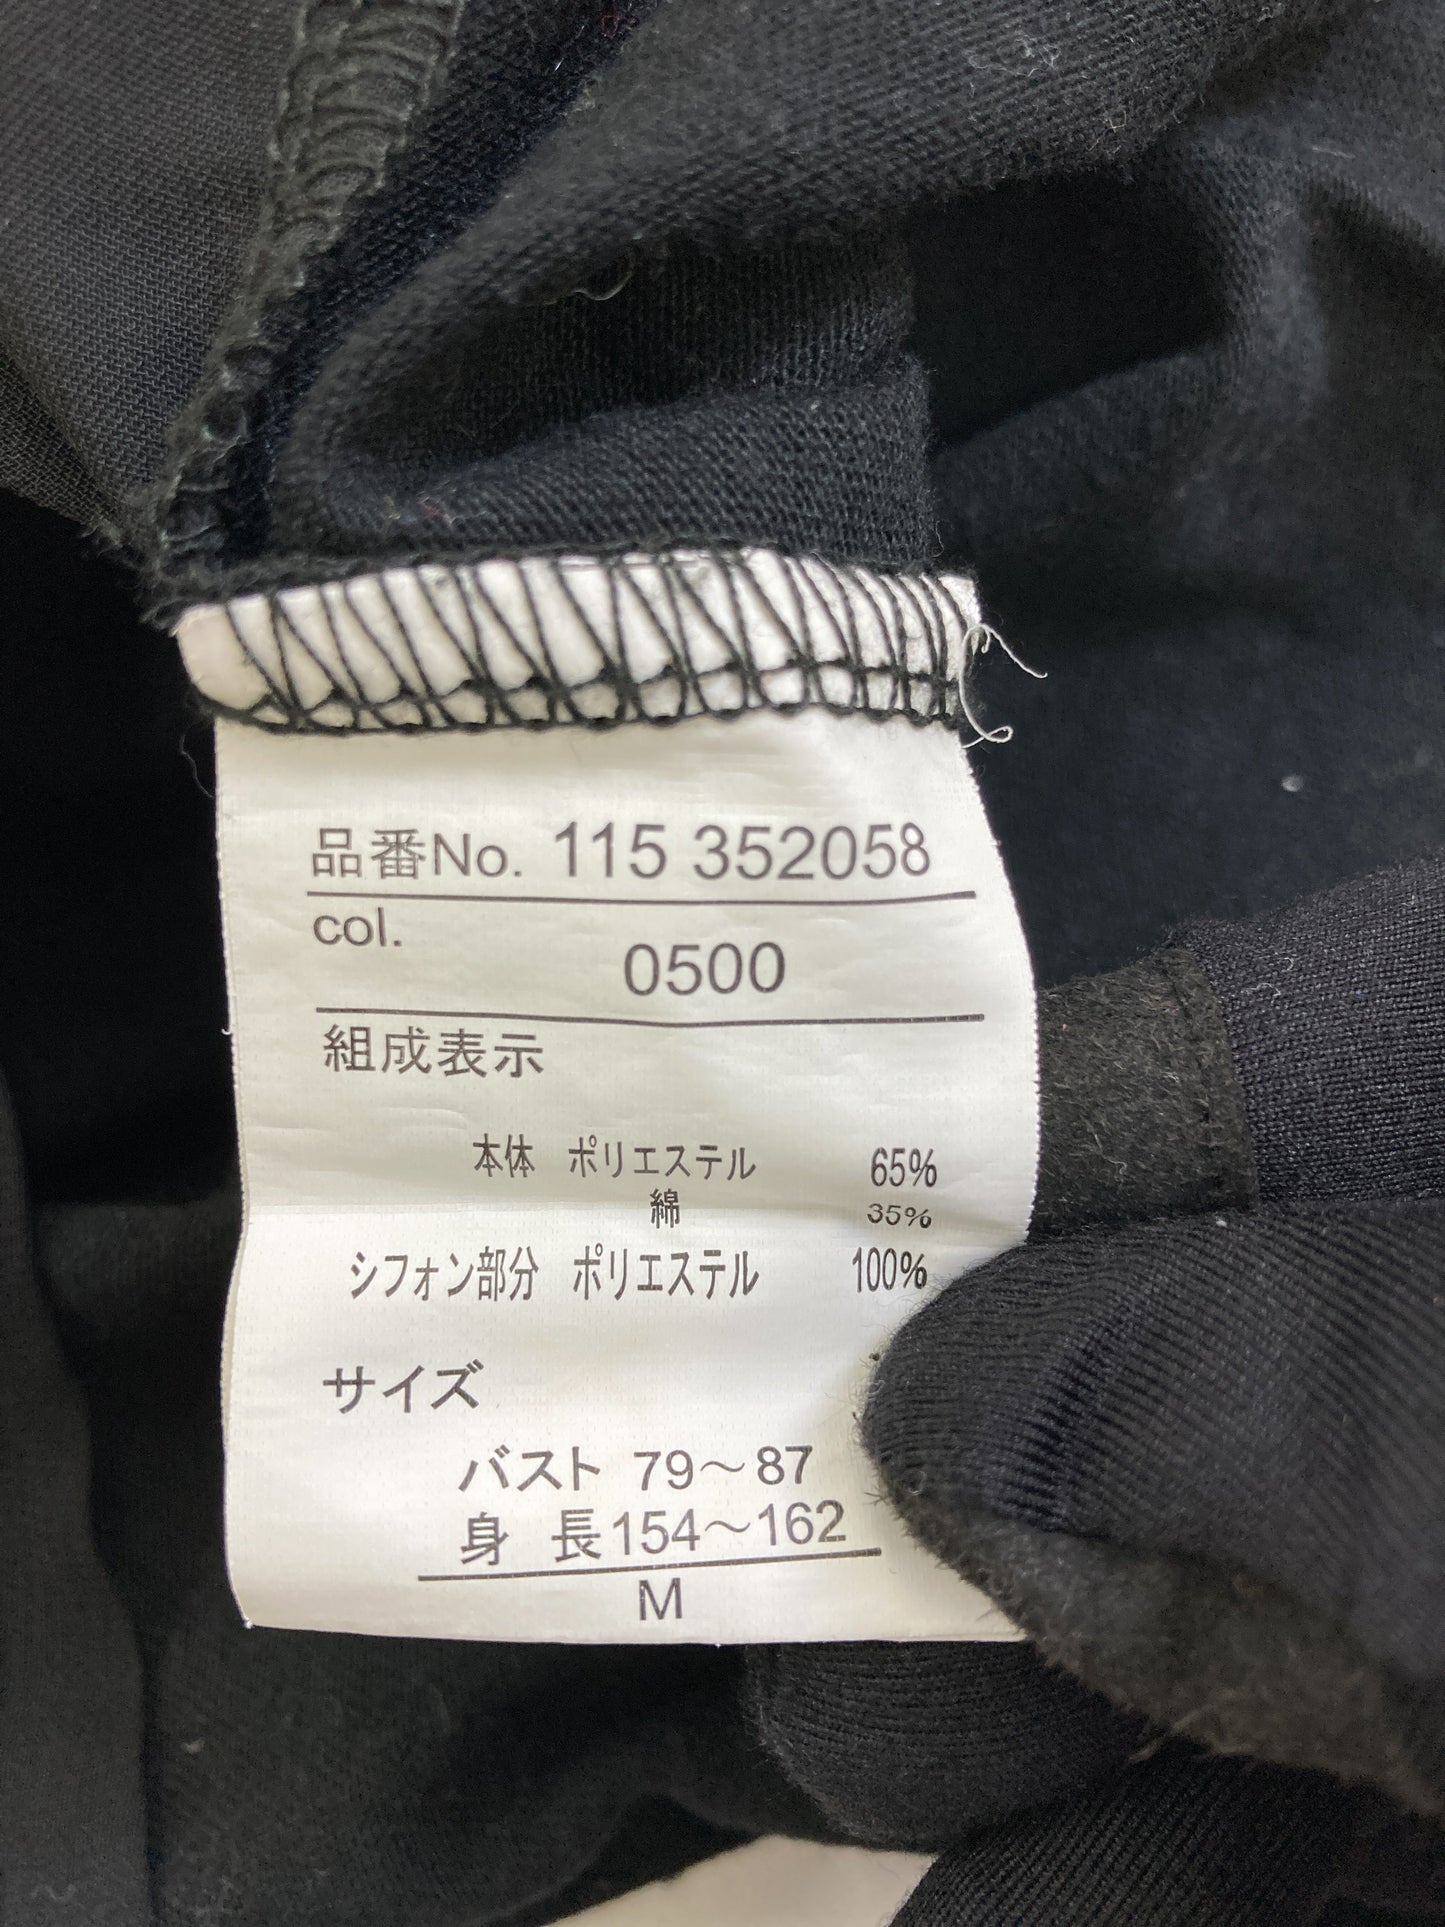 品番No. 115 352058
col.
0500
組成表示
本体 ポリエステル 65%
綿 35%
シフォン部分 ポリエステル 100%
サイズ
バスト 79～87
身 長154～162
M